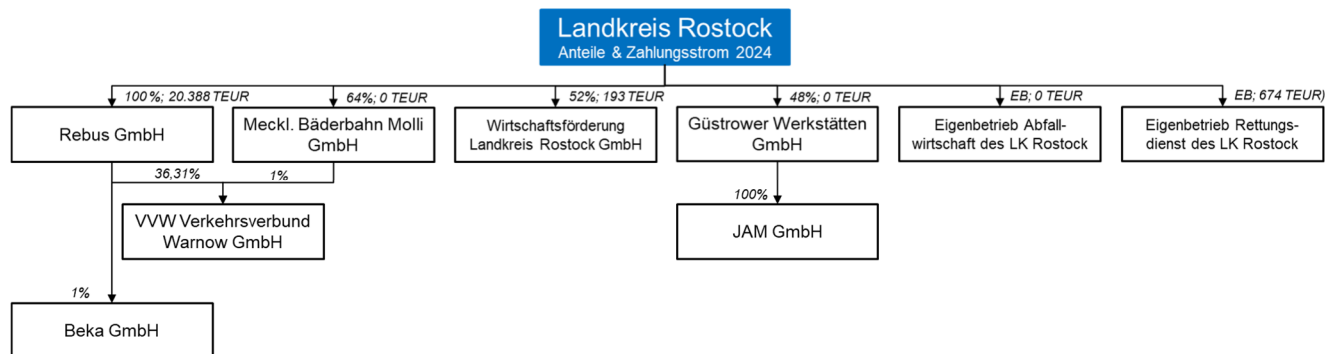 Landkreis Rostock
Anteile & Zahlungsstrom 2024
100%; 20.388 TEUR
64%; 0 TEUR
52%; 193 TEUR
48%; 0 TEUR
EB; 0 TEUR
EB; 674 TEUR)
Rebus GmbH
Meckl. Bäderbahn Molli
GmbH
Wirtschaftsförderung
Landkreis Rostock GmbH
Güstrower Werkstätten
GmbH
Eigenbetrieb Abfall-
wirtschaft des LK Rostock
Eigenbetrieb Rettungs-
dienst des LK Rostock
36,31%
1%
100%
VVW Verkehrsverbund
Warnow GmbH
JAM GmbH
1%
Beka GmbH